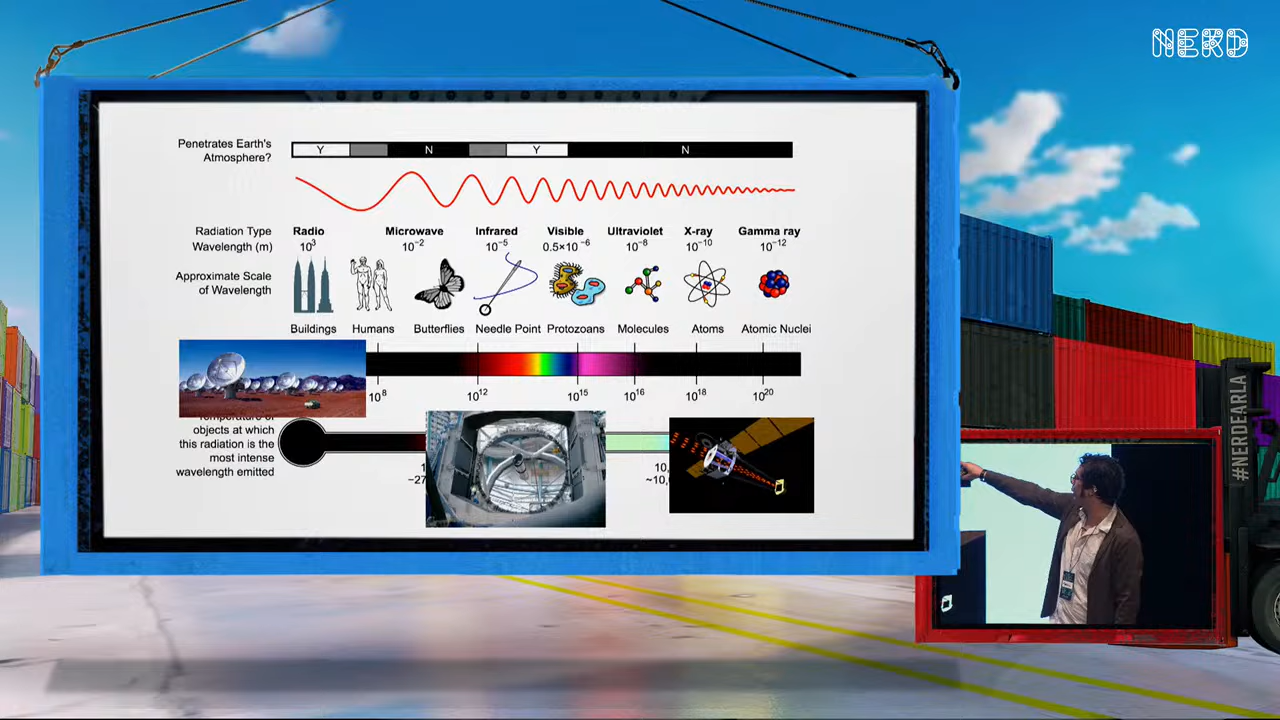 NERD
Penetrates Earth's
Atmosphere?
Y N Y N
Radiation Type
Radio Microwave Infrared Visible Ultraviolet X-ray Gamma ray
Wavelength (m)
10³ 10⁻² 10⁻⁵ 0.5×10⁻⁶ 10⁻⁸ 10⁻¹⁰ 10⁻¹²
Approximate Scale
of Wavelength
Buildings Humans Butterflies Needle Point Protozoans Molecules Atoms Atomic Nuclei
10⁸ 10¹² 10¹⁵ 10¹⁶ 10¹⁸ 10²⁰
Temperature of
objects at which
this radiation is the
most intense
wavelength emitted
#NERDEARLA